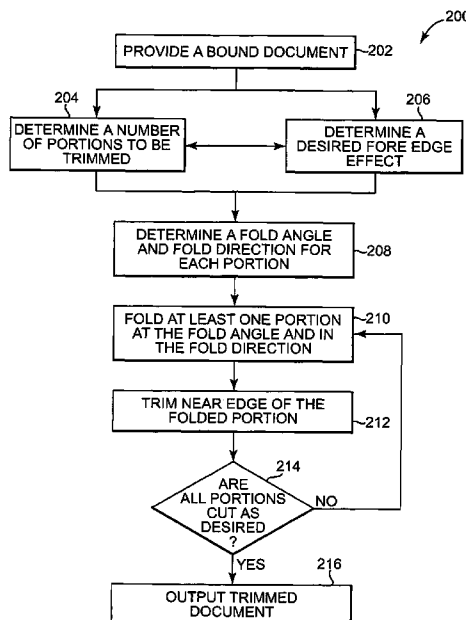 200
PROVIDE A BOUND DOCUMENT
202
204
206
DETERMINE A NUMBER
OF PORTIONS TO BE
TRIMMED
DETERMINE A
DESIRED FORE EDGE
EFFECT
DETERMINE A FOLD ANGLE
AND FOLD DIRECTION FOR
EACH PORTION
208
FOLD AT LEAST ONE PORTION
AT THE FOLD ANGLE AND IN
THE FOLD DIRECTION
210
TRIM NEAR EDGE OF THE
FOLDED PORTION
212
214
ARE
ALL PORTIONS
CUT AS
DESIRED
?
NO
YES
216
OUTPUT TRIMMED
DOCUMENT